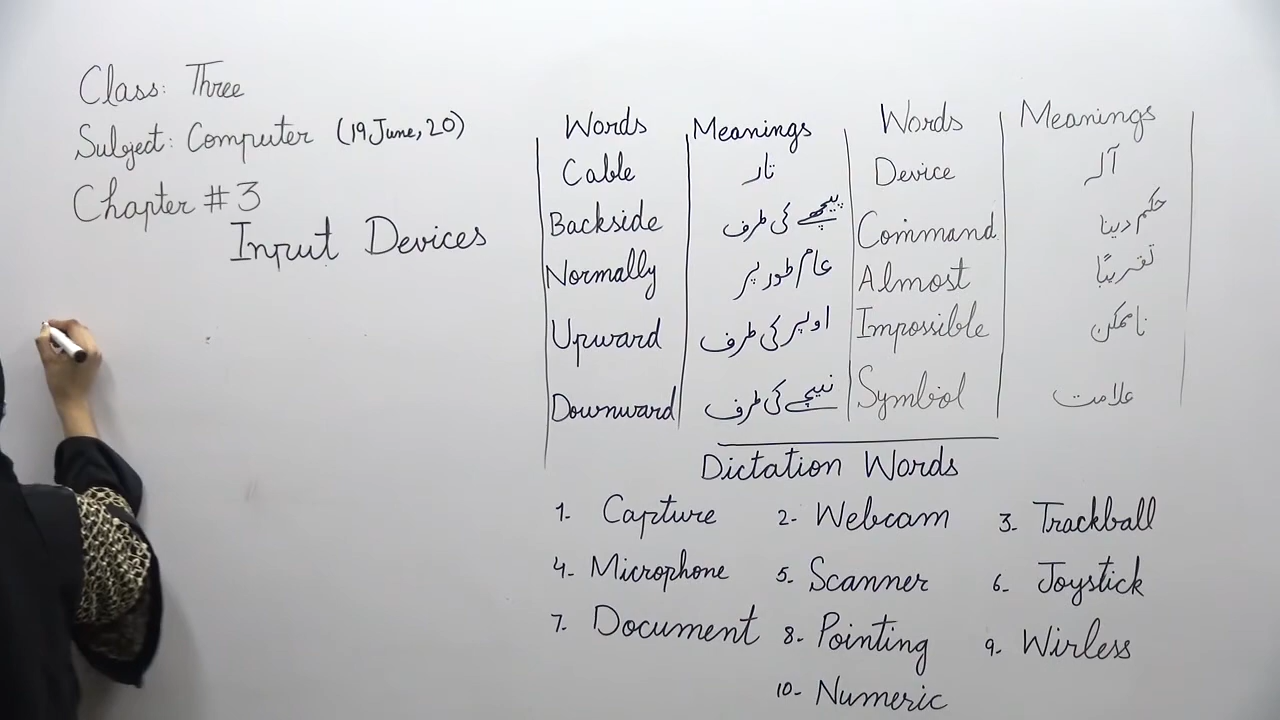 Class: Three
Subject: Computer (19 June, 20)
Chapter # 3
Input Devices
Words Meanings Words Meanings
Cable تار Device آلہ
Backside پیچھے کی طرف Command حکم دینا
Normally عام طور پر Almost تقریباً
Upward اوپر کی طرف Impossible ناممکن
Downward نیچے کی طرف Symbol علامت
Dictation Words
1. Capture 2. Webcam 3. Trackball
4. Microphone 5. Scanner 6. Joystick
7. Document 8. Pointing 9. Wirless
10. Numeric